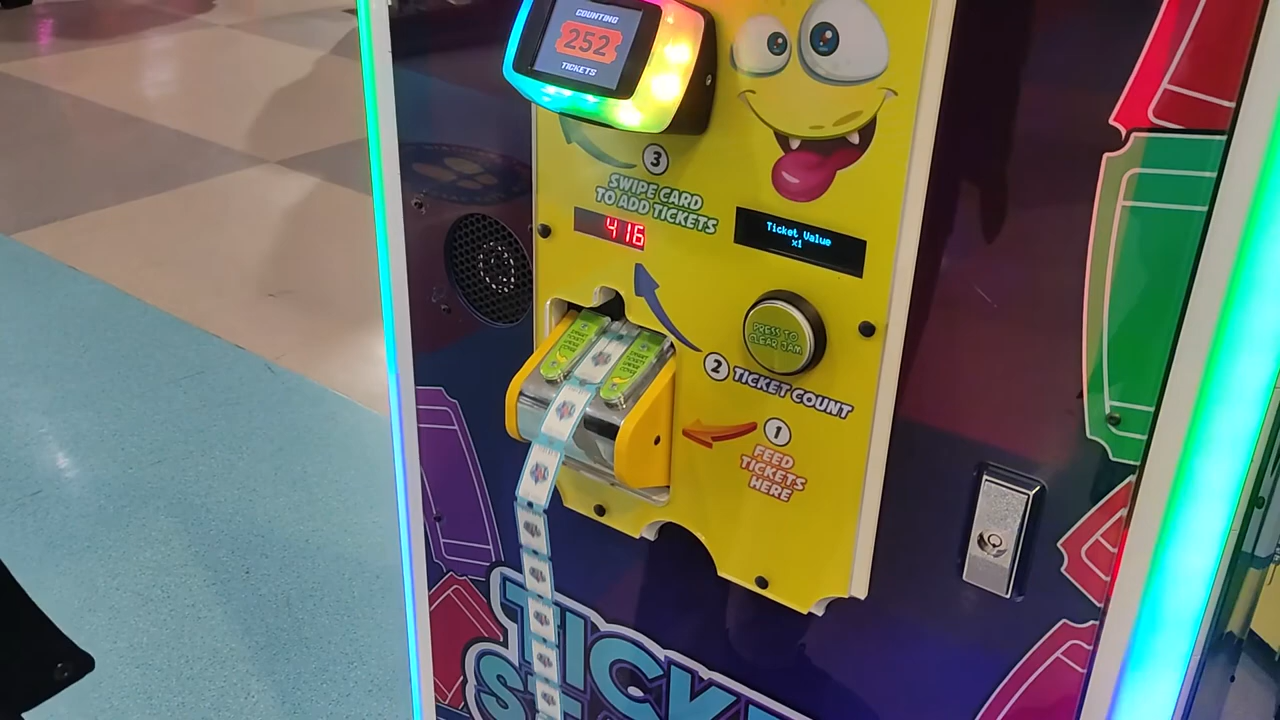 COUNTING
252
TICKETS
3
SWIPE CARD
TO ADD TICKETS
416
Ticket Value
x1
PRESS TO
CLEAR JAM
2 TICKET COUNT
1
FEED
TICKETS
HERE
TICK